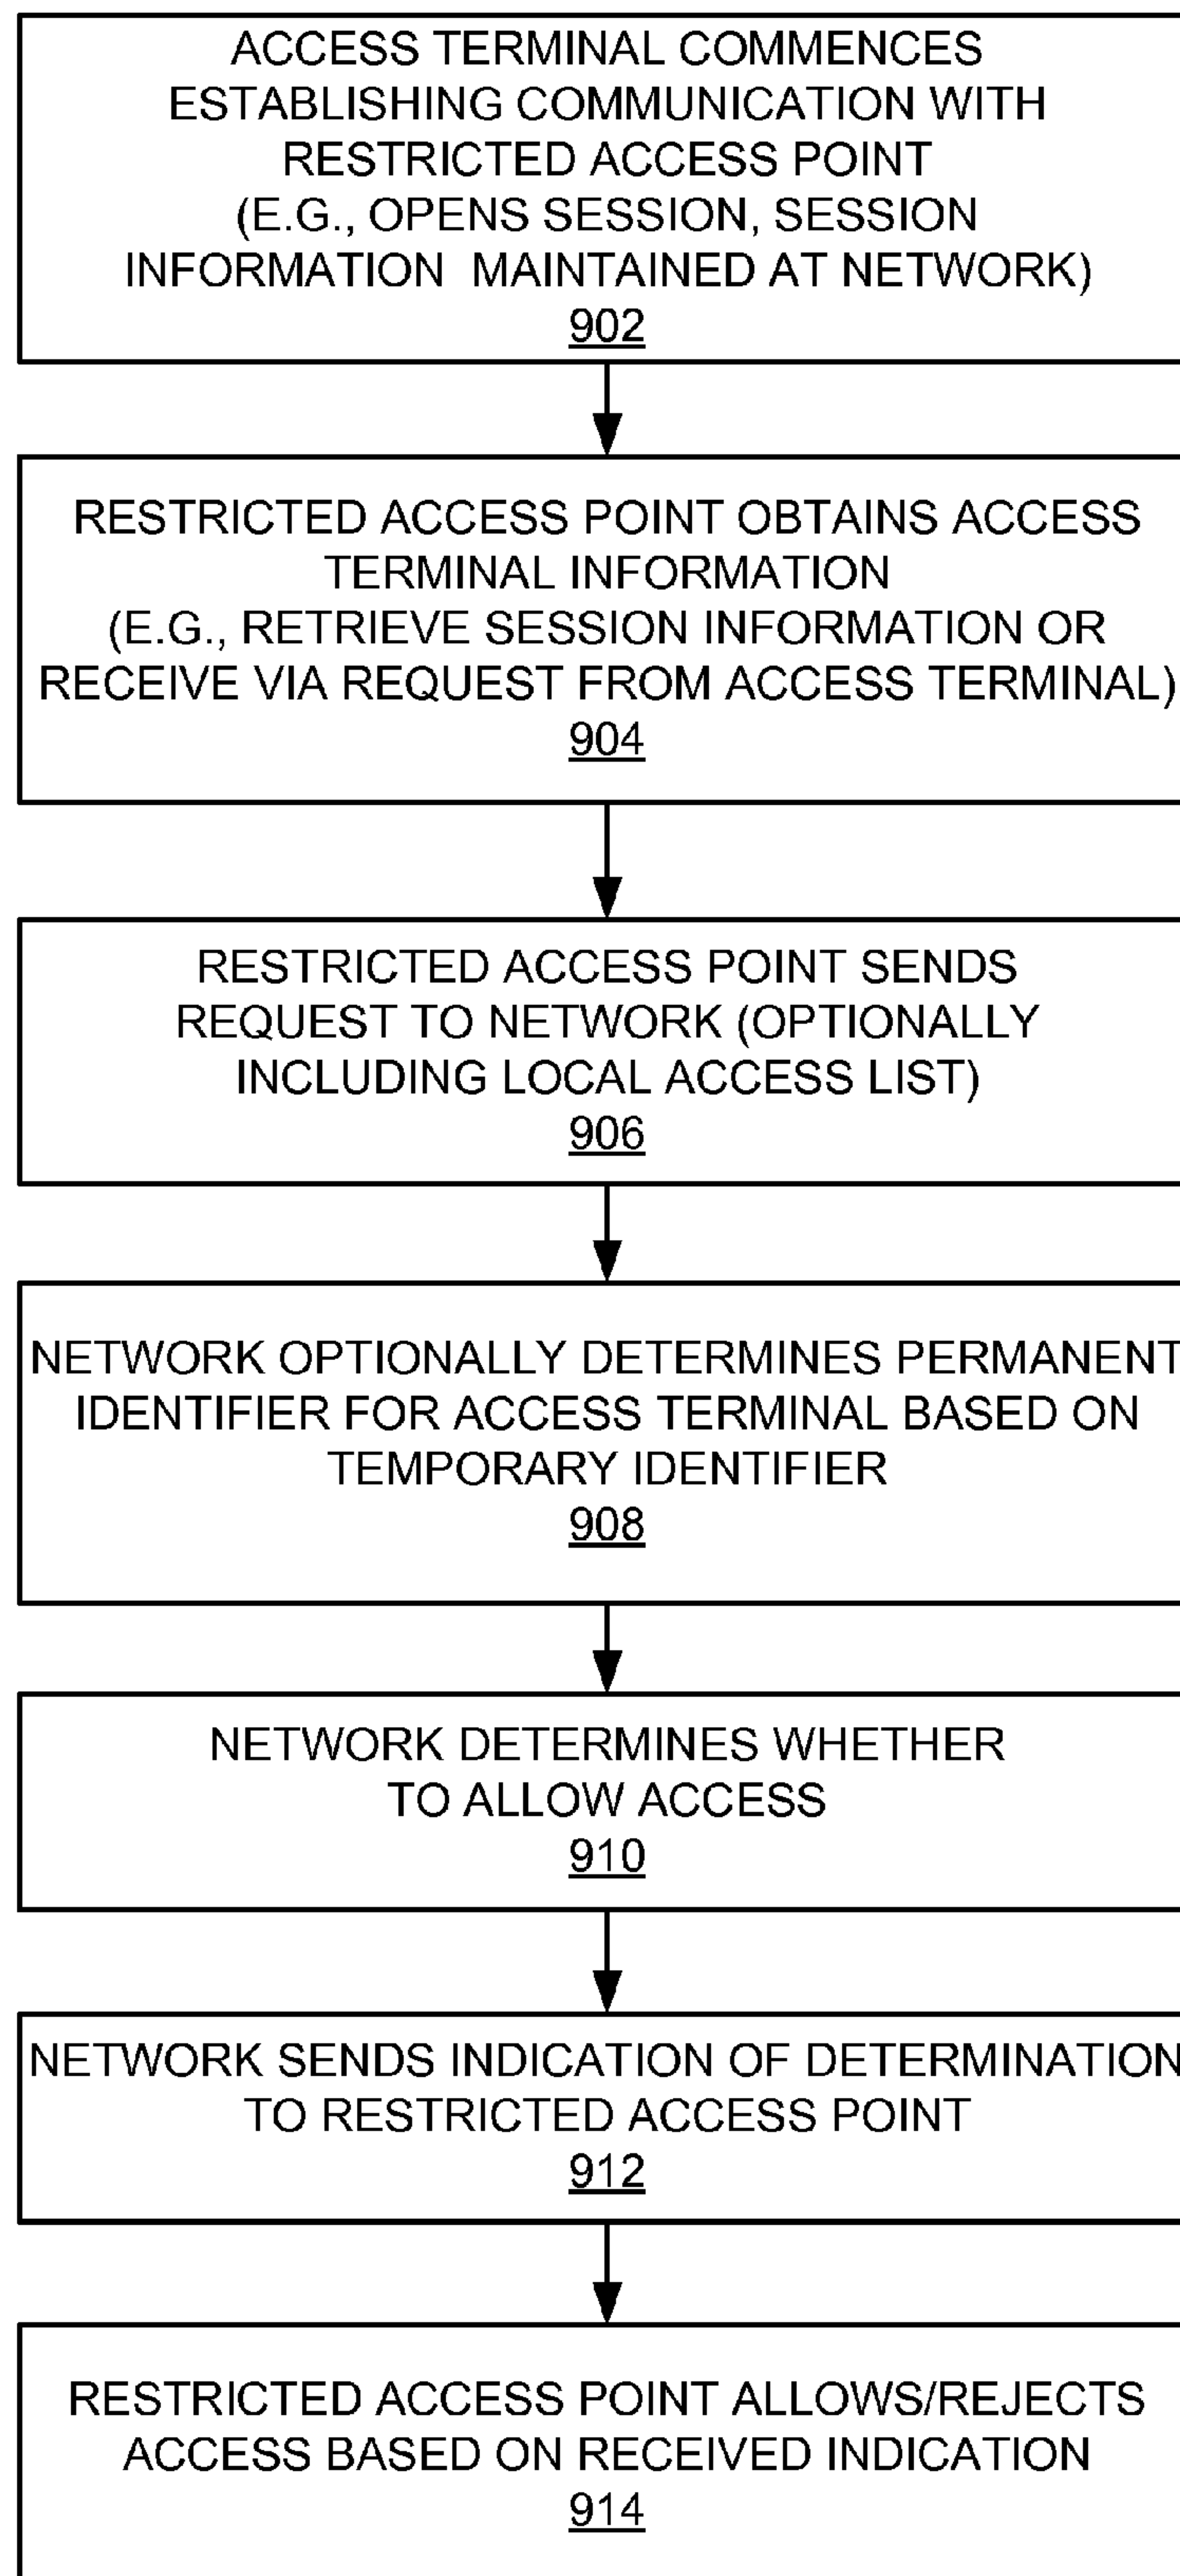 ACCESS TERMINAL COMMENCES
ESTABLISHING COMMUNICATION WITH
RESTRICTED ACCESS POINT
(E.G., OPENS SESSION, SESSION
INFORMATION MAINTAINED AT NETWORK)
902
RESTRICTED ACCESS POINT OBTAINS ACCESS
TERMINAL INFORMATION
(E.G., RETRIEVE SESSION INFORMATION OR
RECEIVE VIA REQUEST FROM ACCESS TERMINAL)
904
RESTRICTED ACCESS POINT SENDS
REQUEST TO NETWORK (OPTIONALLY
INCLUDING LOCAL ACCESS LIST)
906
NETWORK OPTIONALLY DETERMINES PERMANENT
IDENTIFIER FOR ACCESS TERMINAL BASED ON
TEMPORARY IDENTIFIER
908
NETWORK DETERMINES WHETHER
TO ALLOW ACCESS
910
NETWORK SENDS INDICATION OF DETERMINATION
TO RESTRICTED ACCESS POINT
912
RESTRICTED ACCESS POINT ALLOWS/REJECTS
ACCESS BASED ON RECEIVED INDICATION
914